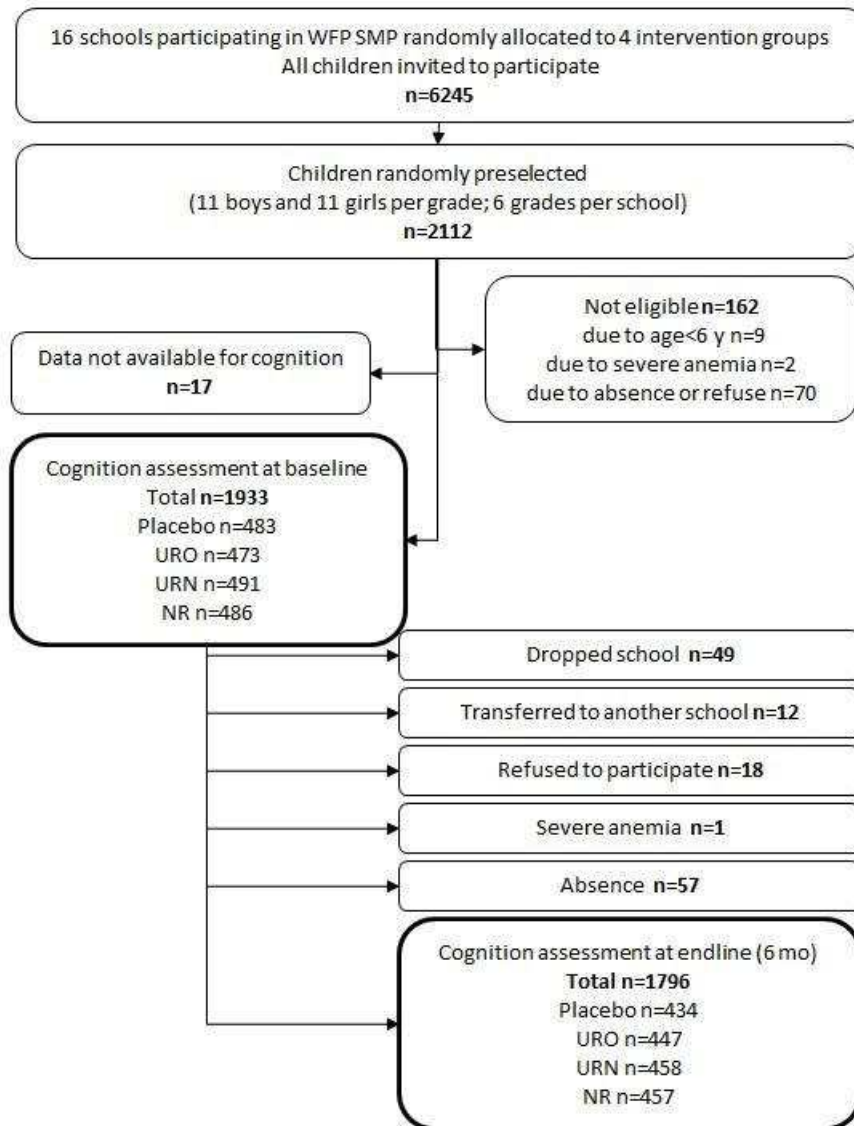 16 schools participating in WFP SMP randomly allocated to 4 intervention groups
All children invited to participate
n=6245
Children randomly preselected
(11 boys and 11 girls per grade; 6 grades per school)
n=2112
Not eligible n=162
due to age<6 y n=9
due to severe anemia n=2
due to absence or refuse n=70
Data not available for cognition
n=17
Cognition assessment at baseline
Total n=1933
Placebo n=483
URO n=473
URN n=491
NR n=486
Dropped school n=49
Transferred to another school n=12
Refused to participate n=18
Severe anemia n=1
Absence n=57
Cognition assessment at endline (6 mo)
Total n=1796
Placebo n=434
URO n=447
URN n=458
NR n=457